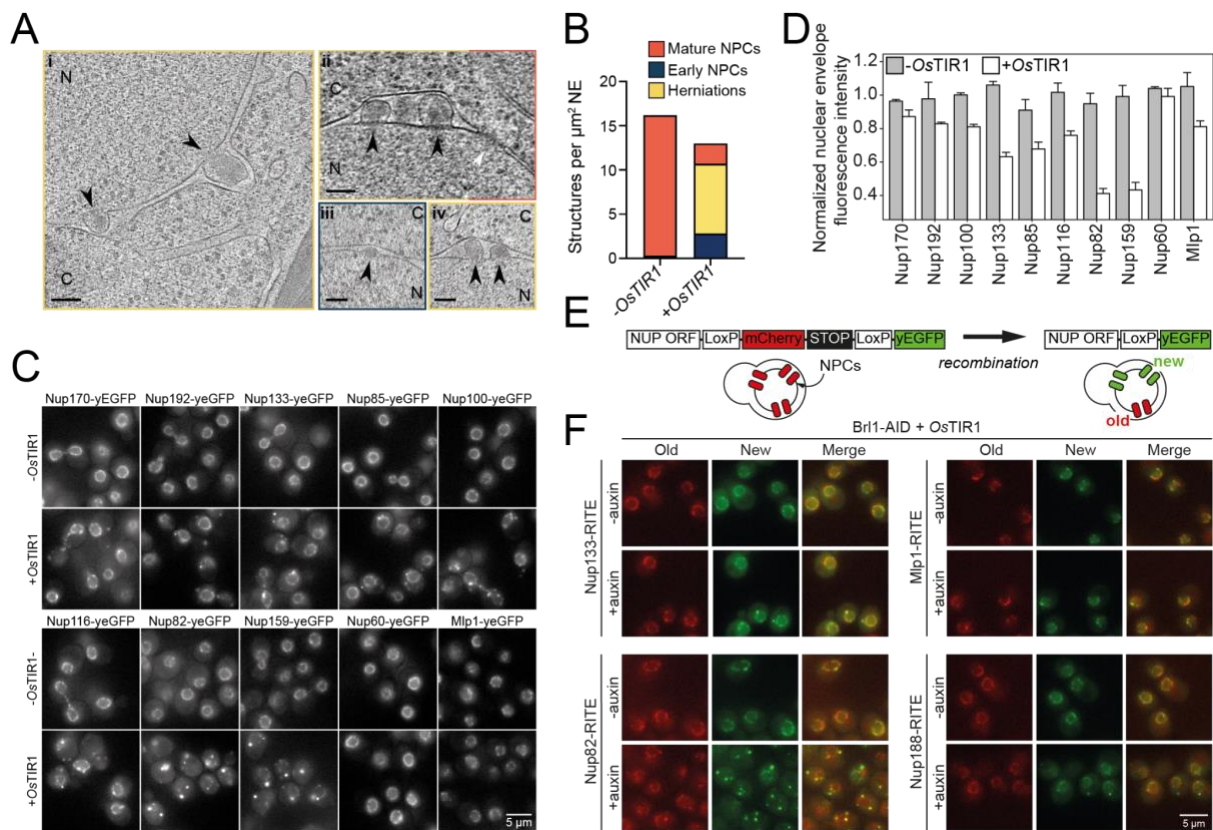 A
i
N
C
ii
C
N
iii
C
N
iv
C
N
B
Mature NPCs
Early NPCs
Herniations
Structures per μm² NE
20
15
10
5
0
-OsTIR1
+OsTIR1
D
Normalized nuclear envelope
fluorescence intensity
-OsTIR1
+OsTIR1
1.2
1.0
0.8
0.6
0.4
Nup170
Nup192
Nup100
Nup133
Nup85
Nup116
Nup82
Nup159
Nup60
Mlp1
E
NUP ORF LoxP mCherry STOP LoxP yEGFP
recombination
NUP ORF LoxP yEGFP
NPCs
new
old
C
Nup170-yEGFP Nup192-yeGFP Nup133-yeGFP Nup85-yeGFP Nup100-yeGFP
-OsTIR1
+OsTIR1
Nup116-yeGFP Nup82-yeGFP Nup159-yeGFP Nup60-yeGFP Mlp1-yeGFP
-OsTIR1-
+OsTIR1
5 μm
F
Brl1-AID + OsTIR1
Old New Merge
Old New Merge
Nup133-RITE
-auxin
+auxin
Mlp1-RITE
-auxin
+auxin
Nup82-RITE
-auxin
+auxin
Nup188-RITE
-auxin
+auxin
5 μm